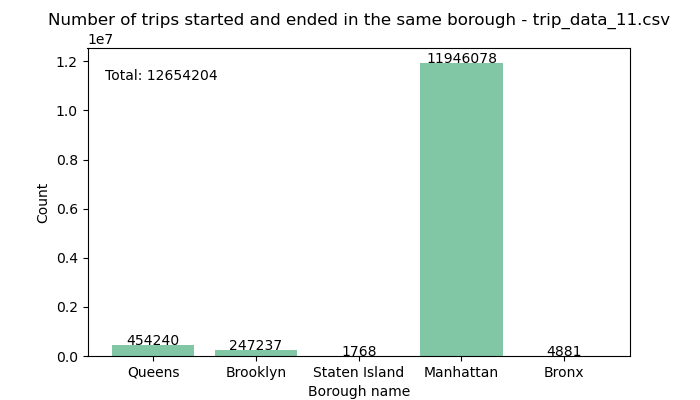 Number of trips started and ended in the same borough - trip_data_11.csv
1e7
Total: 12654204
11946078
454240
247237
1768
4881
1.2
1.0
0.8
0.6
0.4
0.2
0.0
Count
Queens
Brooklyn
Staten Island
Manhattan
Bronx
Borough name